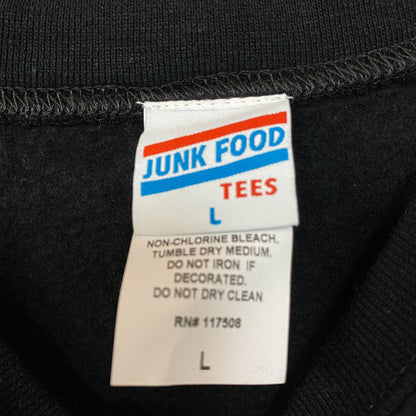 JUNK FOOD
TEES
L
NON-CHLORINE BLEACH.
TUMBLE DRY MEDIUM.
DO NOT IRON IF
DECORATED.
DO NOT DRY CLEAN
RN# 117508
L